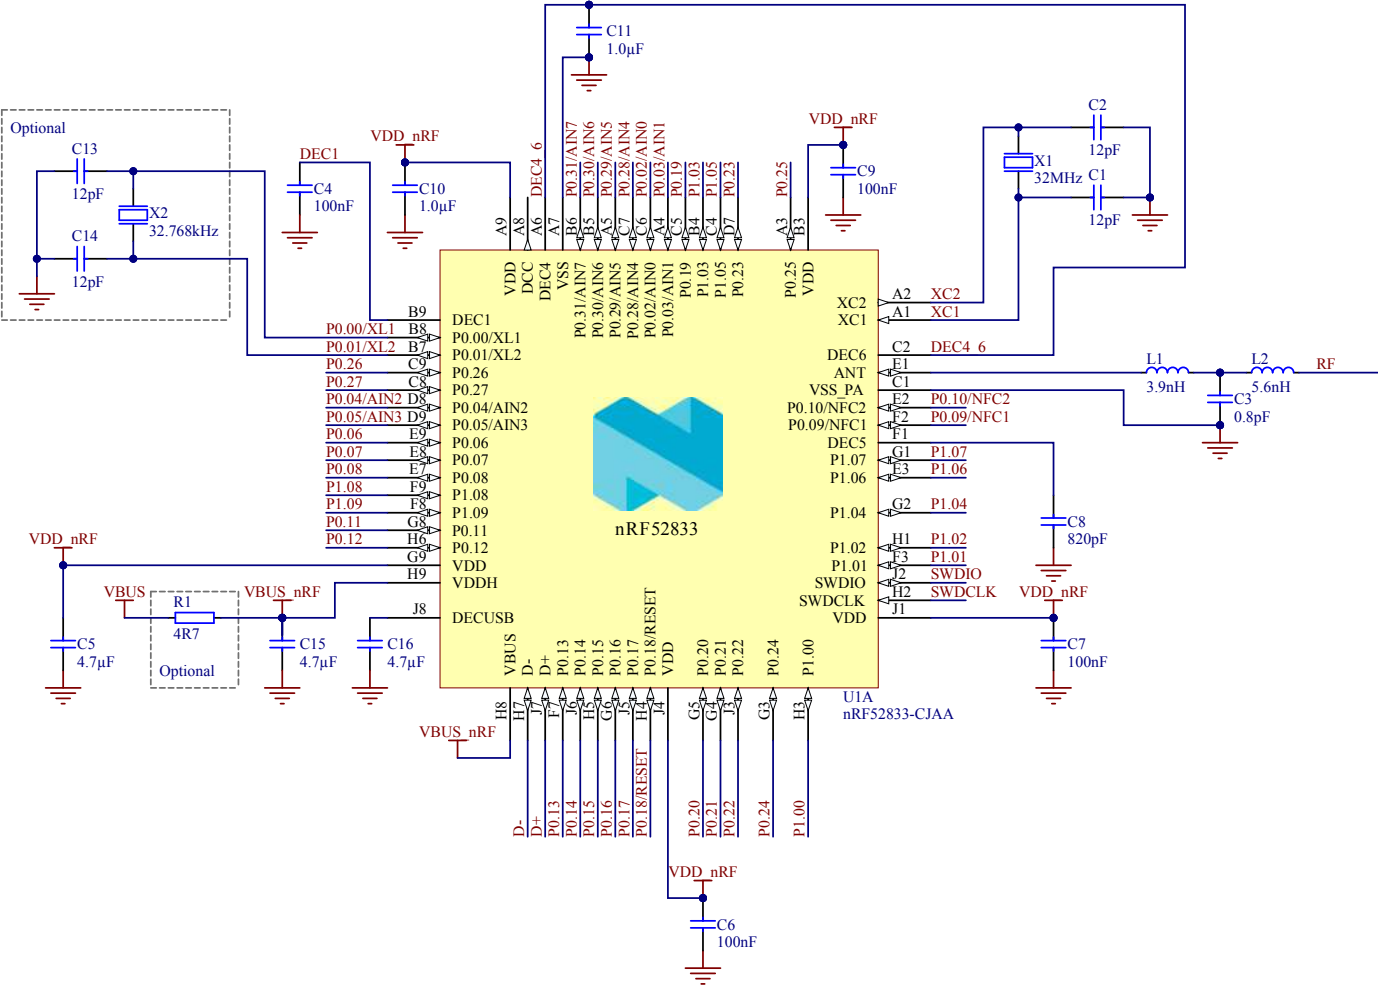 C11
1.0µF
Optional
C13
12pF
X2
32.768kHz
C14
12pF
DEC1
C4
100nF
VDD_nRF
C10
1.0µF
DEC4_6
P0.31/AIN7
P0.30/AIN6
P0.29/AIN5
P0.28/AIN4
P0.02/AIN0
P0.03/AIN1
P0.19
P1.03
P1.05
P0.23
P0.25
VDD_nRF
C9
100nF
C2
12pF
X1
32MHz
C1
12pF
A9
A8
A6
A7
B6
B5
A5
C7
C6
A4
C5
B4
C4
D7
A3
B3
VDD
DCC
DEC4
VSS
P0.31/AIN7
P0.30/AIN6
P0.29/AIN5
P0.28/AIN4
P0.02/AIN0
P0.03/AIN1
P0.19
P1.03
P1.05
P0.23
P0.25
VDD
B9 DEC1
P0.00/XL1 B8 P0.00/XL1
P0.01/XL2 B7 P0.01/XL2
P0.26 C9 P0.26
P0.27 C8 P0.27
P0.04/AIN2 D8 P0.04/AIN2
P0.05/AIN3 D9 P0.05/AIN3
P0.06 E9 P0.06
P0.07 E8 P0.07
P0.08 E7 P0.08
P1.08 F9 P1.08
P1.09 F8 P1.09
P0.11 G8 P0.11
P0.12 H6 P0.12
G9 VDD
H9 VDDH
J8 DECUSB
XC2 A2 XC2
XC1 A1 XC1
DEC6 C2 DEC4_6
ANT E1
VSS_PA C1
P0.10/NFC2 E2 P0.10/NFC2
P0.09/NFC1 F2 P0.09/NFC1
DEC5 F1
P1.07 G1 P1.07
P1.06 E3 P1.06
P1.04 G2 P1.04
P1.02 H1 P1.02
P1.01 F3 P1.01
SWDIO J2 SWDIO
SWDCLK H2 SWDCLK
VDD J1
L1
3.9nH
L2
5.6nH
RF
C3
0.8pF
C8
820pF
VDD_nRF
C7
100nF
nRF52833
VDD_nRF
C5
4.7µF
VBUS
R1
4R7
Optional
VBUS_nRF
C15
4.7µF
C16
4.7µF
VBUS
D-
D+
P0.13
P0.14
P0.15
P0.16
P0.17
P0.18/RESET
VDD
P0.20
P0.21
P0.22
P0.24
P1.00
U1A
nRF52833-CJAA
H8
H7
J7
F7
J6
H5
G6
J5
H4
J4
G5
G4
J3
G3
H3
VBUS_nRF
D-
D+
P0.13
P0.14
P0.15
P0.16
P0.17
P0.18/RESET
P0.20
P0.21
P0.22
P0.24
P1.00
VDD_nRF
C6
100nF